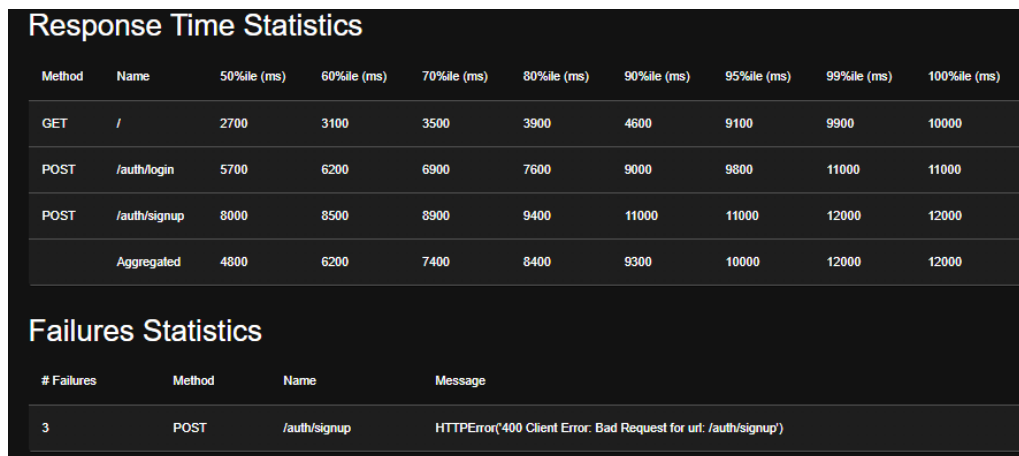 Response Time Statistics
Method Name 50%ile (ms) 60%ile (ms) 70%ile (ms) 80%ile (ms) 90%ile (ms) 95%ile (ms) 99%ile (ms) 100%ile (ms)
GET / 2700 3100 3500 3900 4600 9100 9900 10000
POST /auth/login 5700 6200 6900 7600 9000 9800 11000 11000
POST /auth/signup 8000 8500 8900 9400 11000 11000 12000 12000
Aggregated 4800 6200 7400 8400 9300 10000 12000 12000
Failures Statistics
# Failures Method Name Message
3 POST /auth/signup HTTPError('400 Client Error: Bad Request for url: /auth/signup')